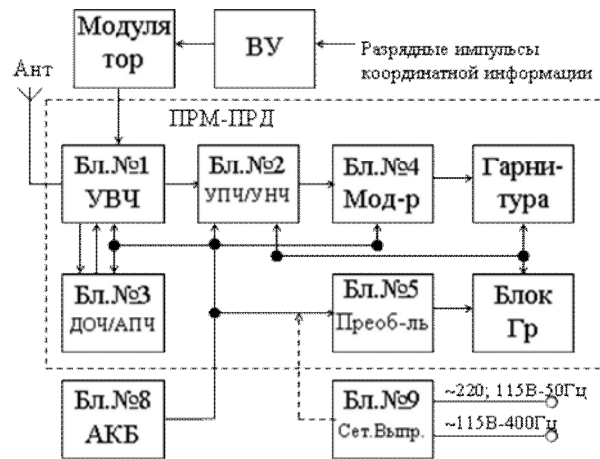 Модуля
тор
ВУ
Разрядные импульсы
координатной информации
Ант
ПРМ-ПРД
Бл.№1
УВЧ
Бл.№2
УПЧ/УНЧ
Бл.№4
Мод-р
Гарни-
тура
Бл.№3
ДОЧ/АПЧ
Бл.№5
Преоб-ль
Блок
Гр
Бл.№8
АКБ
Бл.№9
Сет.Выпр.
~220; 115В-50Гц
~115В-400Гц